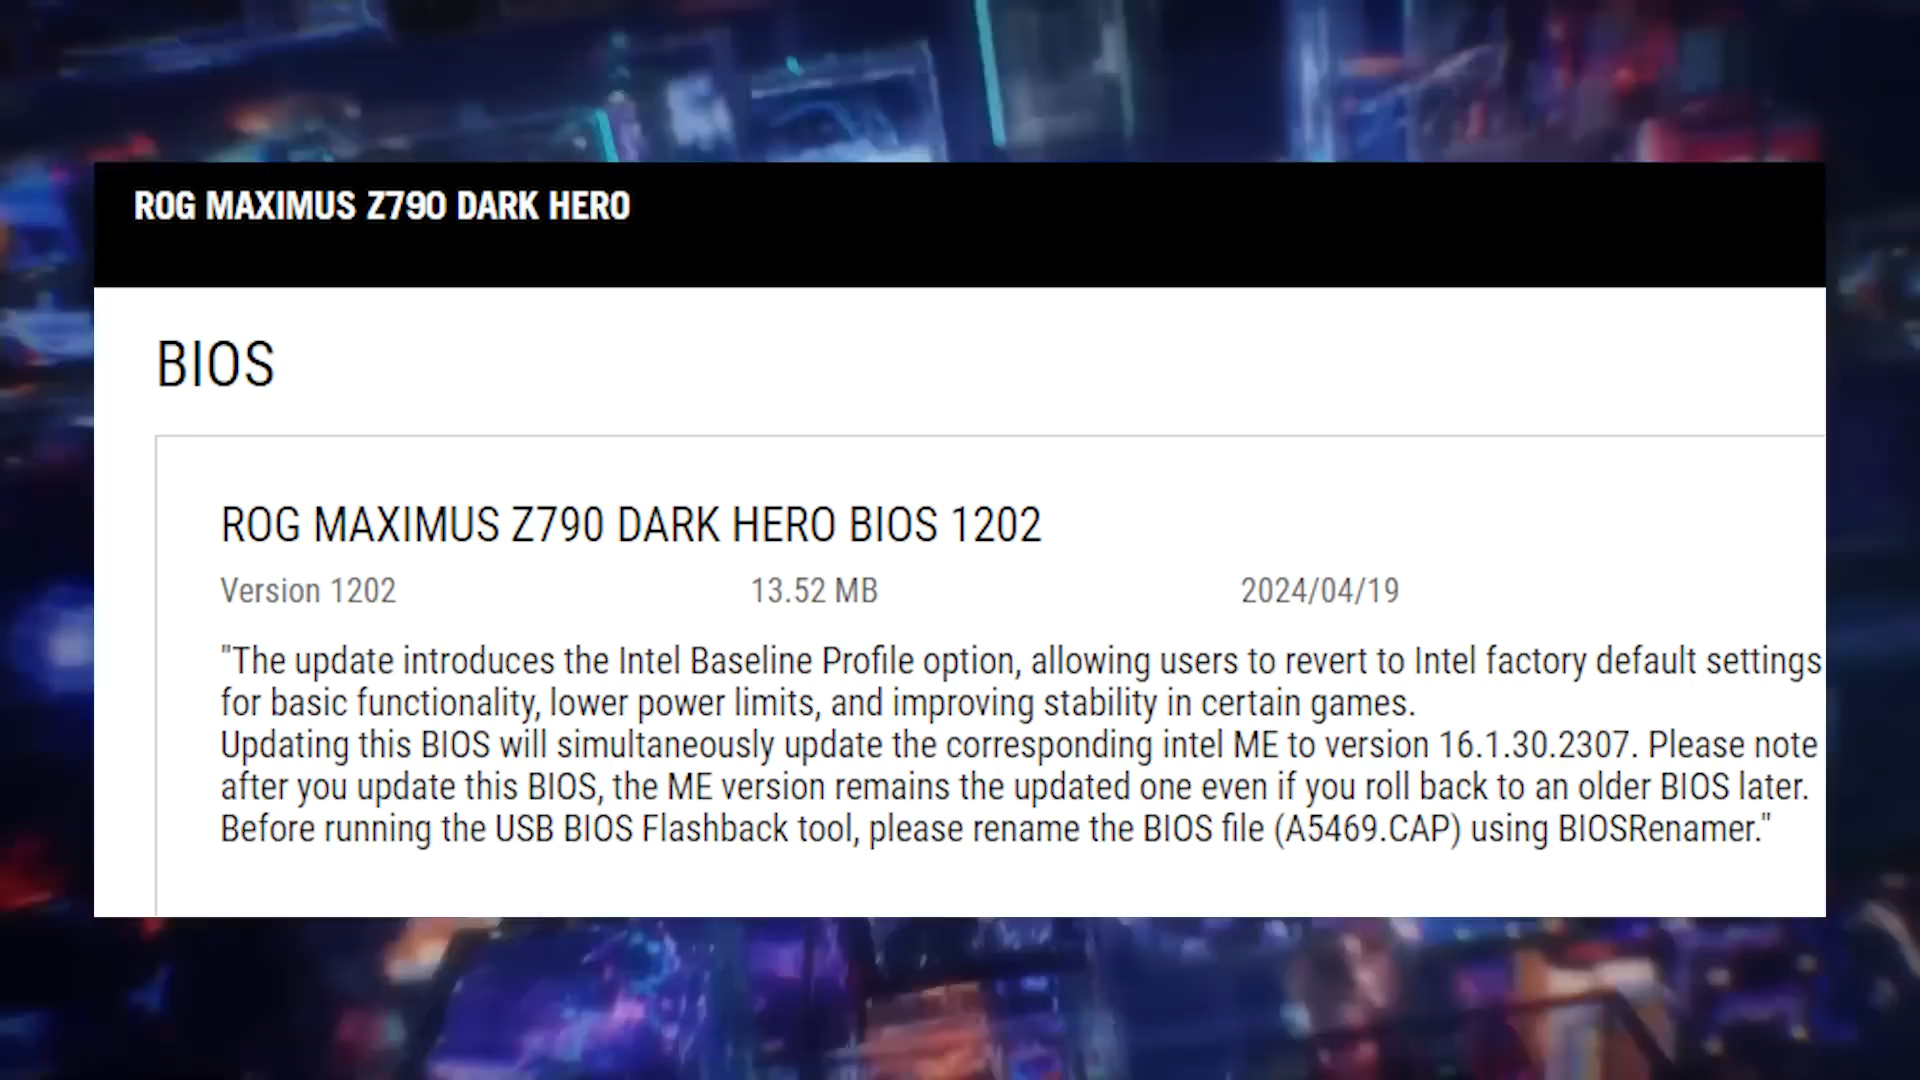 ROG MAXIMUS Z790 DARK HERO
BIOS
ROG MAXIMUS Z790 DARK HERO BIOS 1202
Version 1202 13.52 MB 2024/04/19
"The update introduces the Intel Baseline Profile option, allowing users to revert to Intel factory default settings
for basic functionality, lower power limits, and improving stability in certain games.
Updating this BIOS will simultaneously update the corresponding intel ME to version 16.1.30.2307. Please note
after you update this BIOS, the ME version remains the updated one even if you roll back to an older BIOS later.
Before running the USB BIOS Flashback tool, please rename the BIOS file (A5469.CAP) using BIOSRenamer."